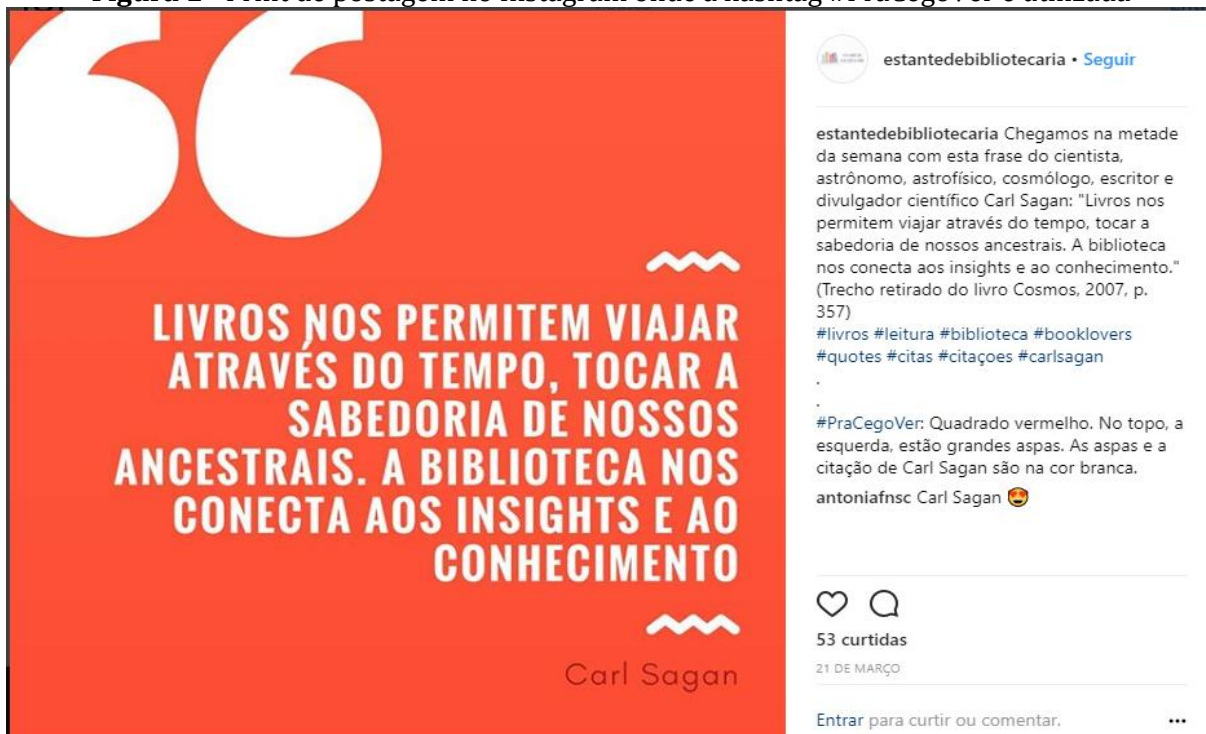 LIVROS NOS PERMITEM VIAJAR
ATRAVÉS DO TEMPO, TOCAR A
SABEDORIA DE NOSSOS
ANCESTRAIS. A BIBLIOTECA NOS
CONECTA AOS INSIGHTS E AO
CONHECIMENTO
Carl Sagan
estantedebibliotecaria • Seguir
estantedebibliotecaria Chegamos na metade
da semana com esta frase do cientista,
astrônomo, astrofísico, cosmólogo, escritor e
divulgador científico Carl Sagan: "Livros nos
permitem viajar através do tempo, tocar a
sabedoria de nossos ancestrais. A biblioteca
nos conecta aos insights e ao conhecimento."
(Trecho retirado do livro Cosmos, 2007, p.
357)
#livros #leitura #biblioteca #booklovers
#quotes #citas #citaçoes #carlsagan
.
.
#PraCegoVer: Quadrado vermelho. No topo, a
esquerda, estão grandes aspas. As aspas e a
citação de Carl Sagan são na cor branca.
antoniafnsc Carl Sagan 😍
53 curtidas
21 DE MARÇO
Entrar para curtir ou comentar.